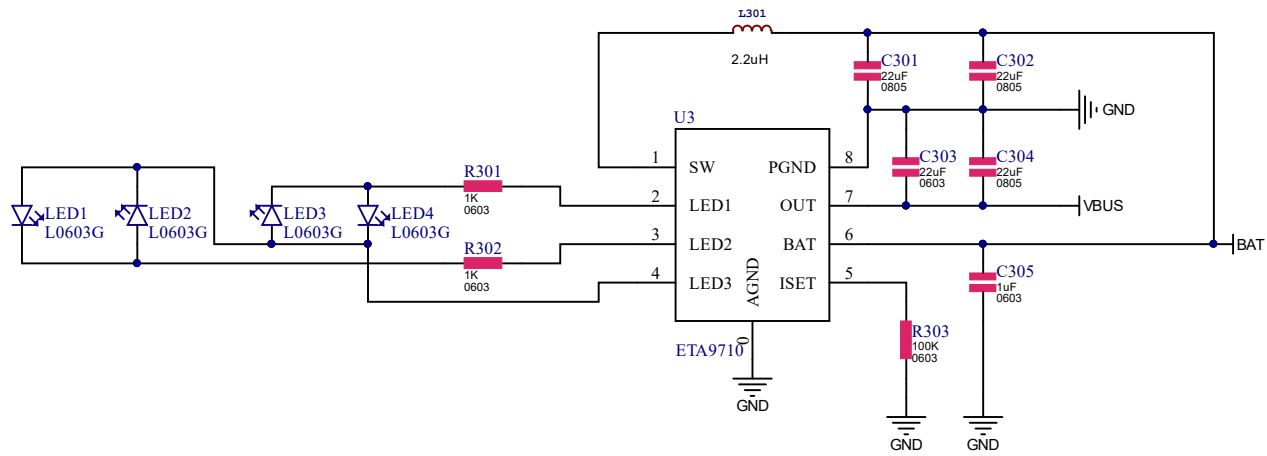 L301
2.2uH
C301
22uF
0805
C302
22uF
0805
GND
U3
1
SW
PGND
8
C303
22uF
0603
C304
22uF
0805
R301
1K
0603
2
LED1
OUT
7
VBUS
LED1
L0603G
LED2
L0603G
LED3
L0603G
LED4
L0603G
R302
1K
0603
3
LED2
BAT
6
BAT
4
LED3
AGND
ISET
5
C305
1uF
0603
R303
100K
0603
ETA9710
0
GND
GND
GND